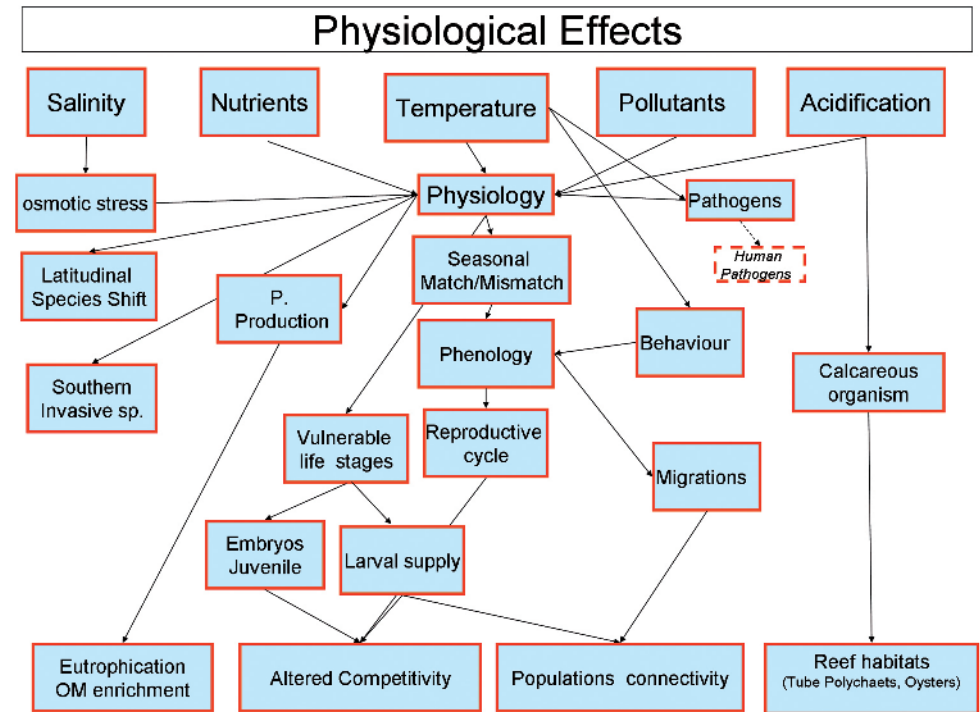 Physiological Effects
Salinity
Nutrients
Temperature
Pollutants
Acidification
osmotic stress
Physiology
Pathogens
Human
Pathogens
Latitudinal
Species Shift
P.
Production
Seasonal
Match/Mismatch
Southern
Invasive sp.
Phenology
Behaviour
Calcareous
organism
Vulnerable
life stages
Reproductive
cycle
Migrations
Embryos
Juvenile
Larval supply
Eutrophication
OM enrichment
Altered Competitivity
Populations connectivity
Reef habitats
(Tube Polychaets, Oysters)